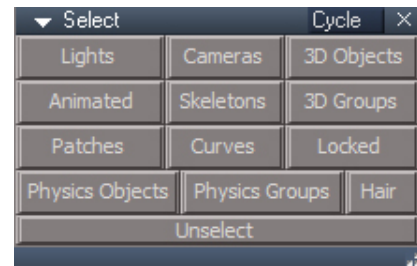 Select Cycle
Lights Cameras 3D Objects
Animated Skeletons 3D Groups
Patches Curves Locked
Physics Objects Physics Groups Hair
Unselect